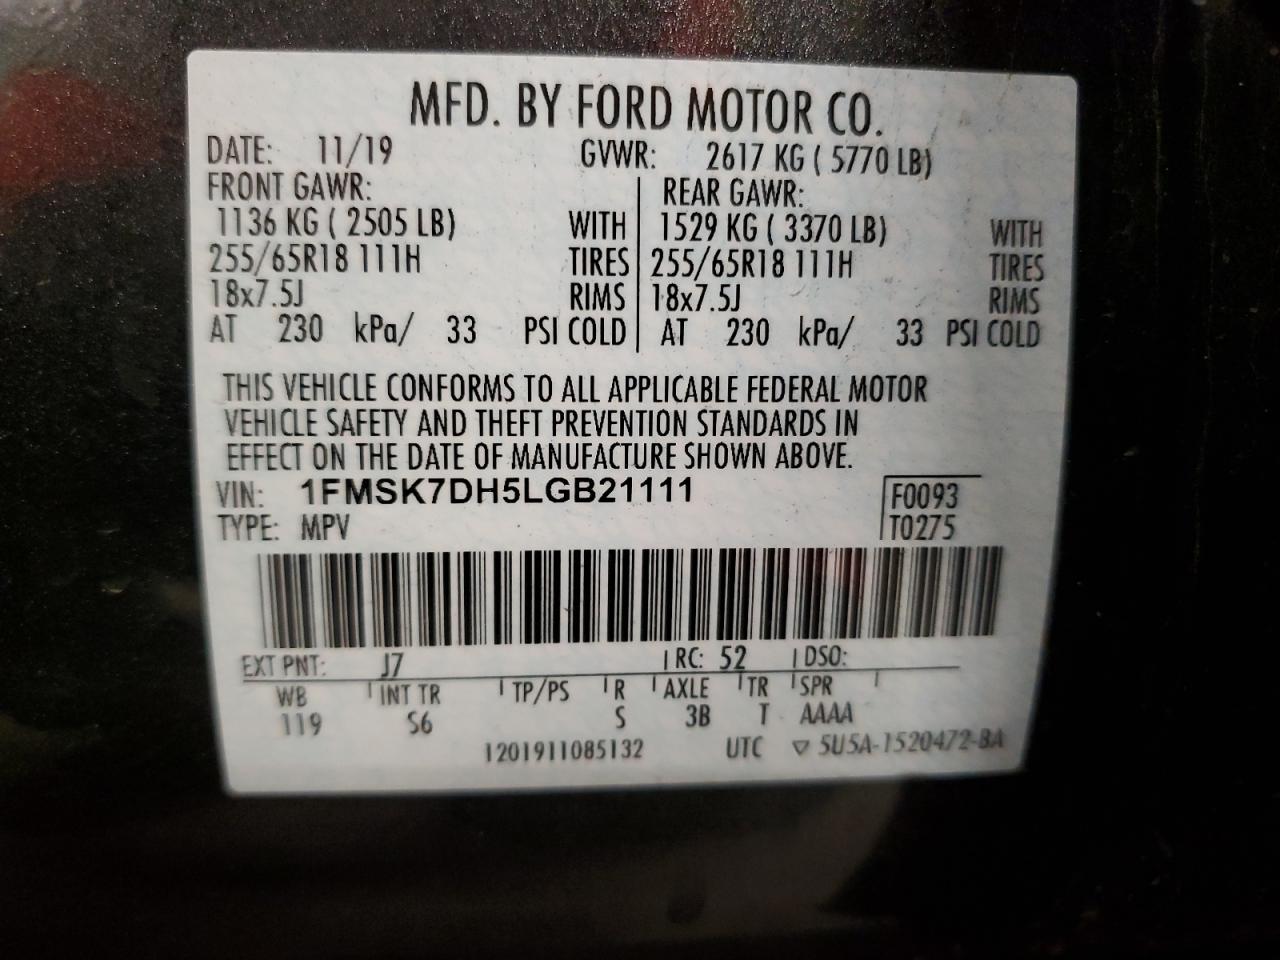 MFD. BY FORD MOTOR CO.
DATE: 11/19 GVWR: 2617 KG ( 5770 LB)
FRONT GAWR: REAR GAWR:
1136 KG ( 2505 LB) WITH 1529 KG ( 3370 LB) WITH
255/65R18 111H TIRES 255/65R18 111H TIRES
18x7.5J RIMS 18x7.5J RIMS
AT 230 kPa/ 33 PSI COLD AT 230 kPa/ 33 PSI COLD
THIS VEHICLE CONFORMS TO ALL APPLICABLE FEDERAL MOTOR
VEHICLE SAFETY AND THEFT PREVENTION STANDARDS IN
EFFECT ON THE DATE OF MANUFACTURE SHOWN ABOVE.
VIN: 1FMSK7DH5LGB21111 F0093
TYPE: MPV T0275
EXT PNT: J7 RC: 52 DSO:
WB INT TR TP/PS R AXLE TR SPR
119 S6 S 3B T AAAA
1201911085132 UTC ▽ 5U5A-1520472-BA